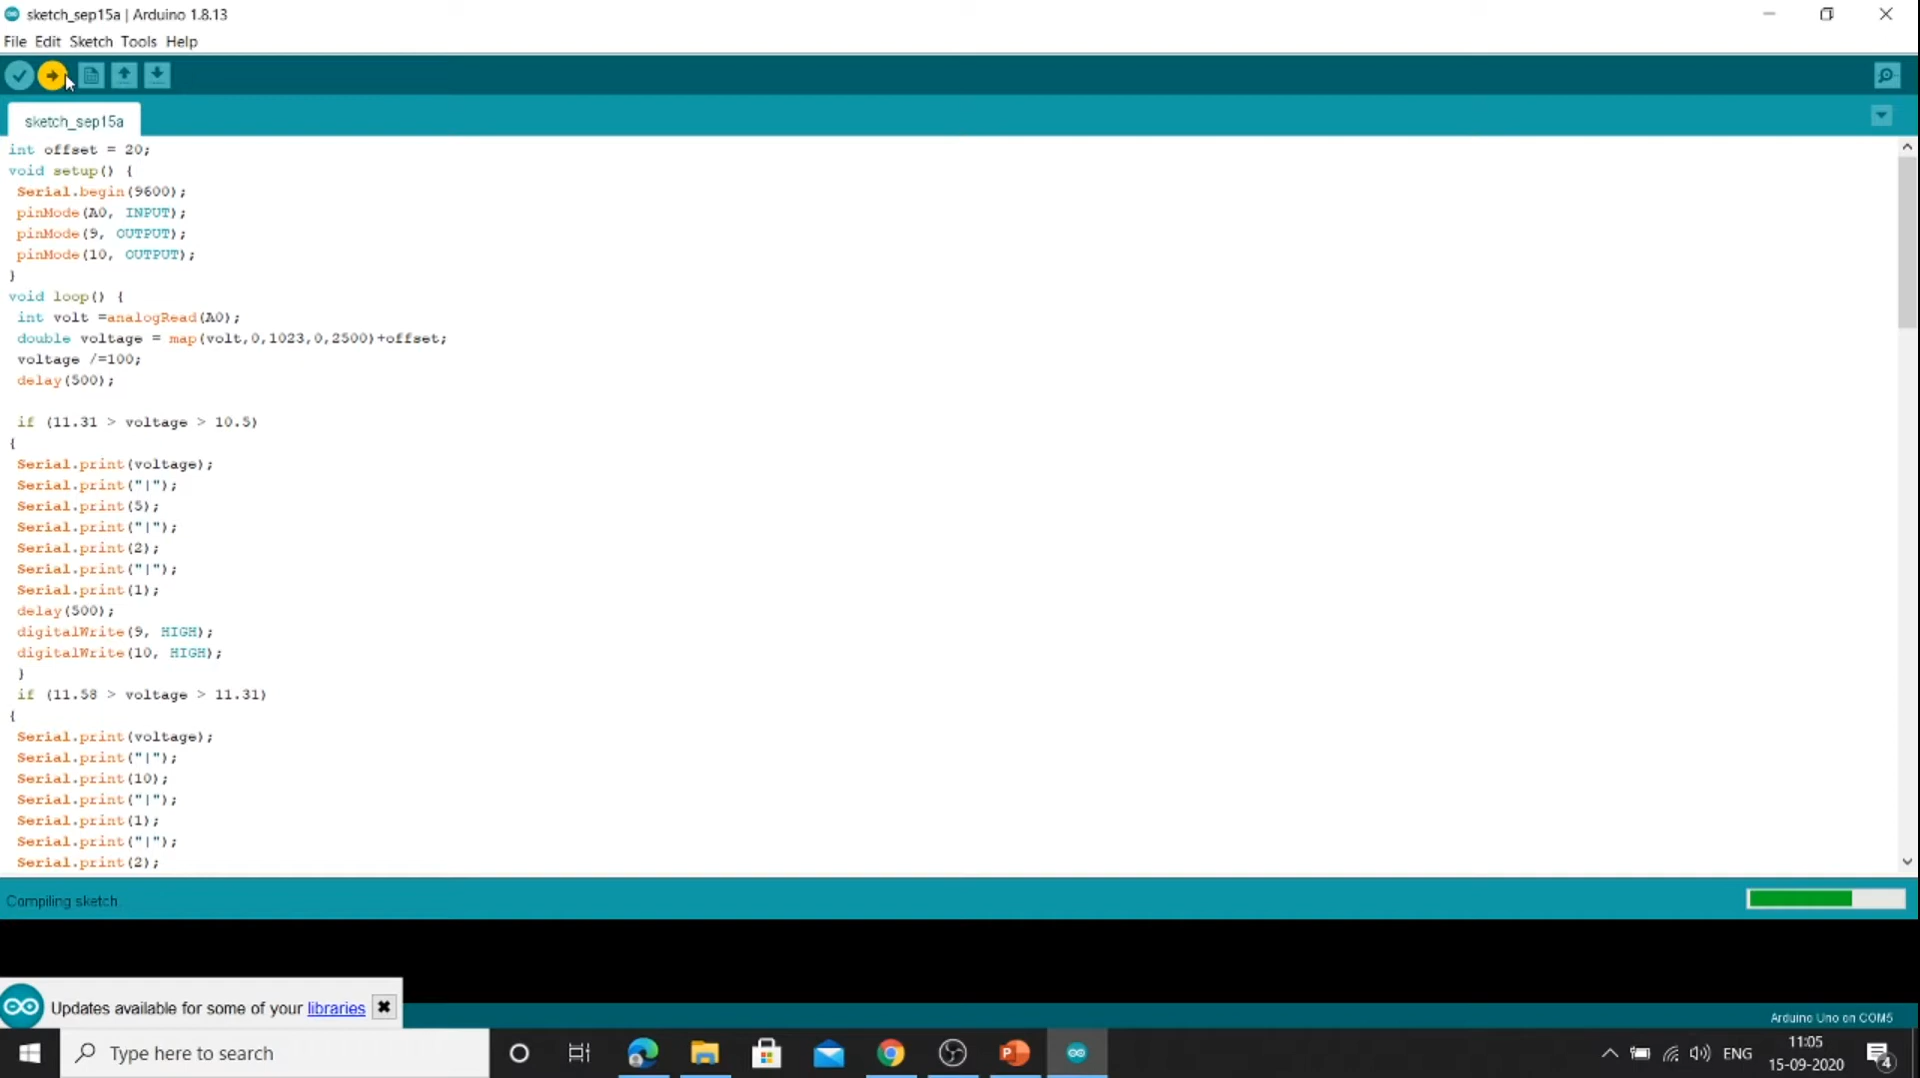 sketch_sep15a | Arduino 1.8.13
File Edit Sketch Tools Help
sketch_sep15a
int offset = 20;
void setup() {
Serial.begin(9600);
pinMode(A0, INPUT);
pinMode(9, OUTPUT);
pinMode(10, OUTPUT);
}
void loop() {
int volt =analogRead(A0);
double voltage = map(volt,0,1023,0,2500)+offset;
voltage /=100;
delay(500);
if (11.31 > voltage > 10.5)
{
Serial.print(voltage);
Serial.print("|");
Serial.print(5);
Serial.print("|");
Serial.print(2);
Serial.print("|");
Serial.print(1);
delay(500);
digitalWrite(9, HIGH);
digitalWrite(10, HIGH);
}
if (11.58 > voltage > 11.31)
{
Serial.print(voltage);
Serial.print("|");
Serial.print(10);
Serial.print("|");
Serial.print(1);
Serial.print("|");
Serial.print(2);
Compiling sketch
Updates available for some of your libraries
Arduino Uno on COM5
Type here to search
ENG
11:05
15-09-2020
4